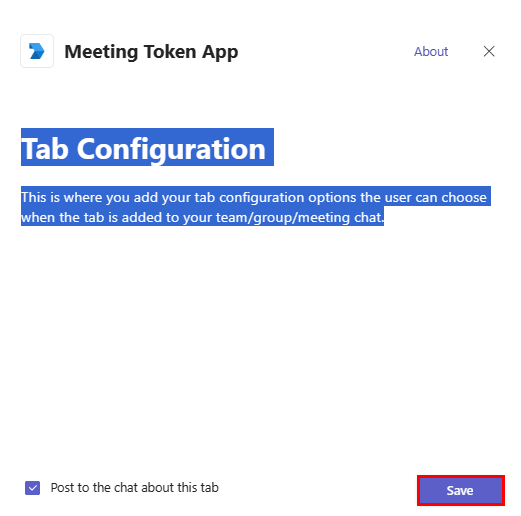 Meeting Token App
About
Tab Configuration
This is where you add your tab configuration options the user can choose
when the tab is added to your team/group/meeting chat.
Post to the chat about this tab
Save